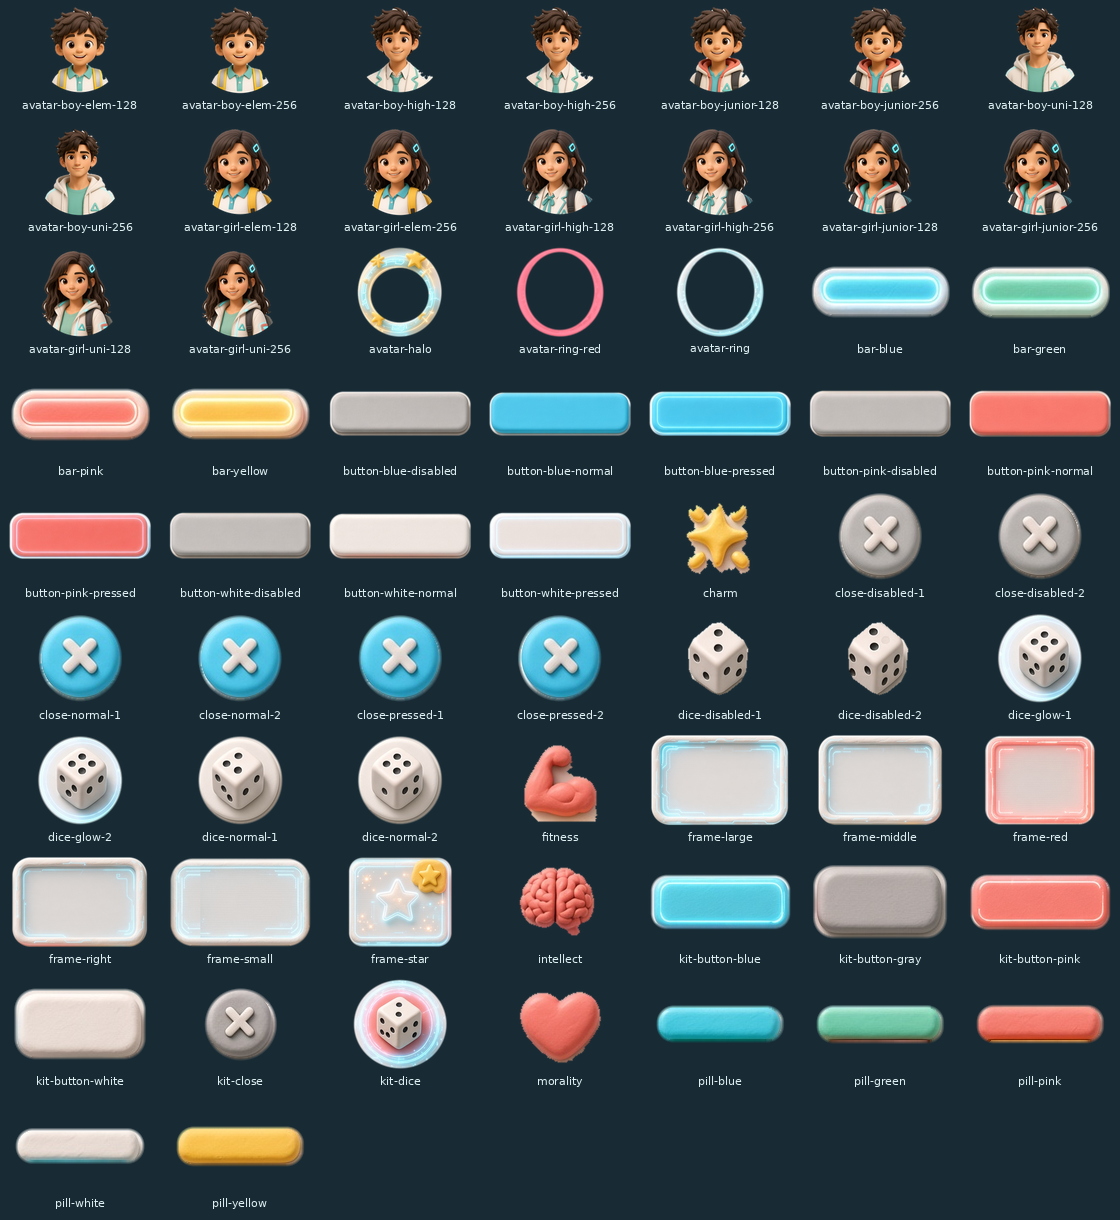 avatar-boy-elem-128 avatar-boy-elem-256 avatar-boy-high-128 avatar-boy-high-256 avatar-boy-junior-128 avatar-boy-junior-256 avatar-boy-uni-128
avatar-boy-uni-256 avatar-girl-elem-128 avatar-girl-elem-256 avatar-girl-high-128 avatar-girl-high-256 avatar-girl-junior-128 avatar-girl-junior-256
avatar-girl-uni-128 avatar-girl-uni-256 avatar-halo avatar-ring-red avatar-ring bar-blue bar-green
bar-pink bar-yellow button-blue-disabled button-blue-normal button-blue-pressed button-pink-disabled button-pink-normal
button-pink-pressed button-white-disabled button-white-normal button-white-pressed charm close-disabled-1 close-disabled-2
close-normal-1 close-normal-2 close-pressed-1 close-pressed-2 dice-disabled-1 dice-disabled-2 dice-glow-1
dice-glow-2 dice-normal-1 dice-normal-2 fitness frame-large frame-middle frame-red
frame-right frame-small frame-star intellect kit-button-blue kit-button-gray kit-button-pink
kit-button-white kit-close kit-dice morality pill-blue pill-green pill-pink
pill-white pill-yellow